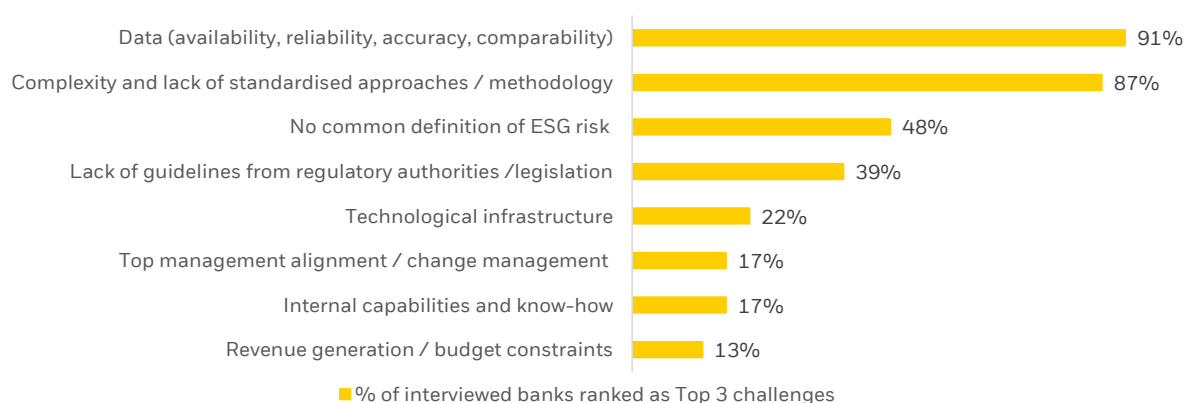 Data (availability, reliability, accuracy, comparability) 91%
Complexity and lack of standardised approaches / methodology 87%
No common definition of ESG risk 48%
Lack of guidelines from regulatory authorities /legislation 39%
Technological infrastructure 22%
Top management alignment / change management 17%
Internal capabilities and know-how 17%
Revenue generation / budget constraints 13%
% of interviewed banks ranked as Top 3 challenges